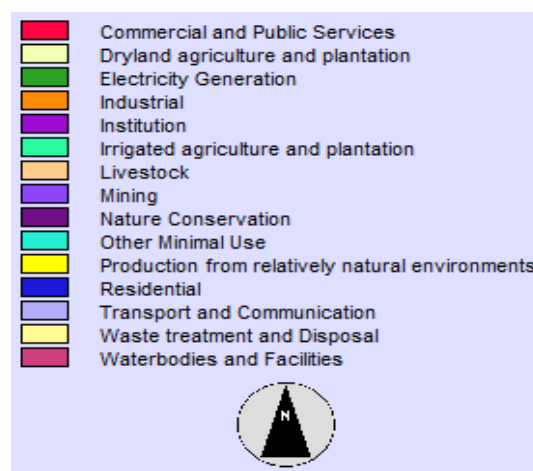 Commercial and Public Services
Dryland agriculture and plantation
Electricity Generation
Industrial
Institution
Irrigated agriculture and plantation
Livestock
Mining
Nature Conservation
Other Minimal Use
Production from relatively natural environments
Residential
Transport and Communication
Waste treatment and Disposal
Waterbodies and Facilities
N